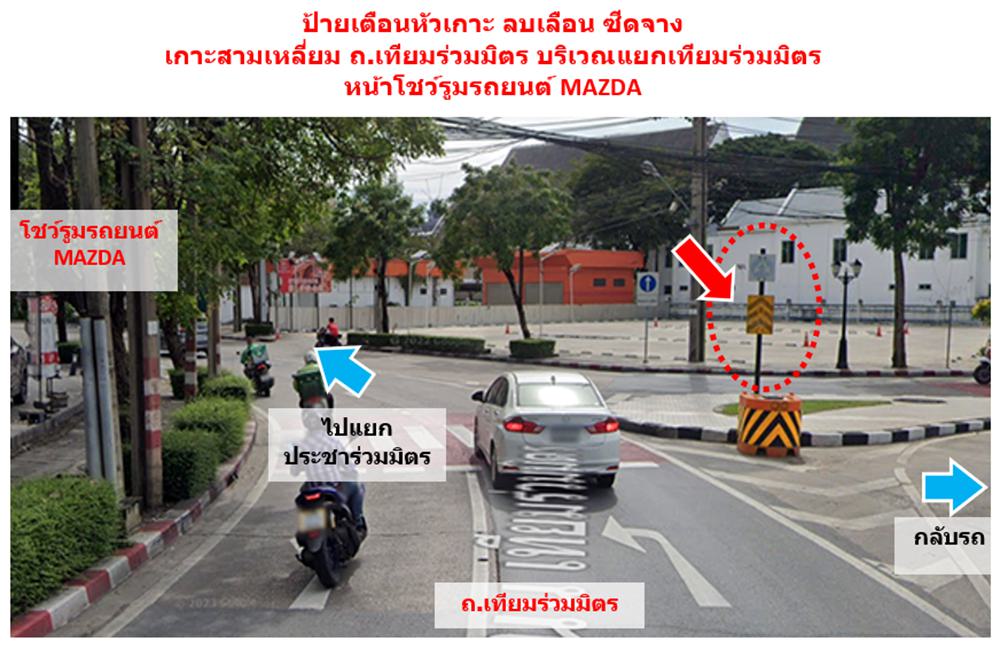 ป้ายเตือนหัวเกาะ ลบเลือน ซีดจาง
เกาะสามเหลี่ยม ถ.เทียมร่วมมิตร บริเวณแยกเทียมร่วมมิตร
หน้าโชว์รูมรถยนต์ MAZDA
โชว์รูมรถยนต์
MAZDA
ไปแยก
ประชาร่วมมิตร
กลับรถ
ถ.เทียมร่วมมิตร